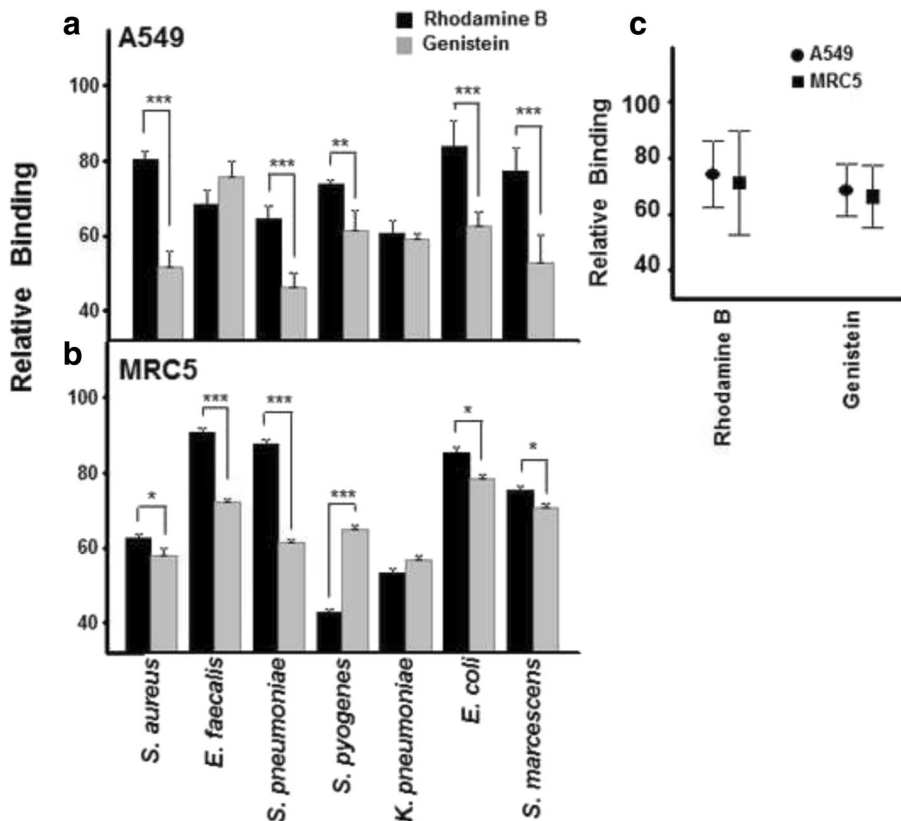 a
A549
Rhodamine B
Genistein
100
80
60
40
***
***
**
***
***
Relative Binding
b
MRC5
100
80
60
40
*
***
***
***
*
*
S. aureus
E. faecalis
S. pneumoniae
S. pyogenes
K. pneumoniae
E. coli
S. marcescens
c
A549
MRC5
100
80
60
40
Relative Binding
Rhodamine B
Genistein